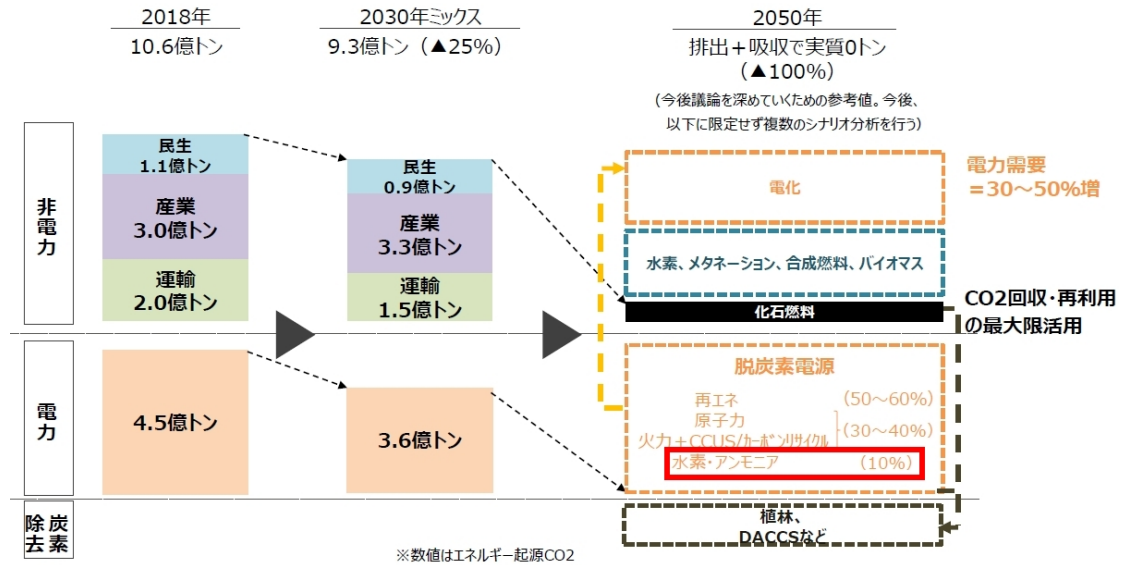 2018年
10.6億トン
2030年ミックス
9.3億トン（▲25%）
2050年
排出＋吸収で実質0トン
（▲100%）
（今後議論を深めていくための参考値。今後、
以下に限定せず複数のシナリオ分析を行う）
非電力
民生
1.1億トン
産業
3.0億トン
運輸
2.0億トン
民生
0.9億トン
産業
3.3億トン
運輸
1.5億トン
電化
電力需要
＝30～50%増
水素、メタネーション、合成燃料、バイオマス
化石燃料
CO2回収・再利用
の最大限活用
電力
4.5億トン
3.6億トン
脱炭素電源
再エネ （50～60%）
原子力
火力＋CCUS/カーボンリサイクル （30～40%）
水素・アンモニア （10%）
炭素除去
植林、
DACCSなど
※数値はエネルギー起源CO2